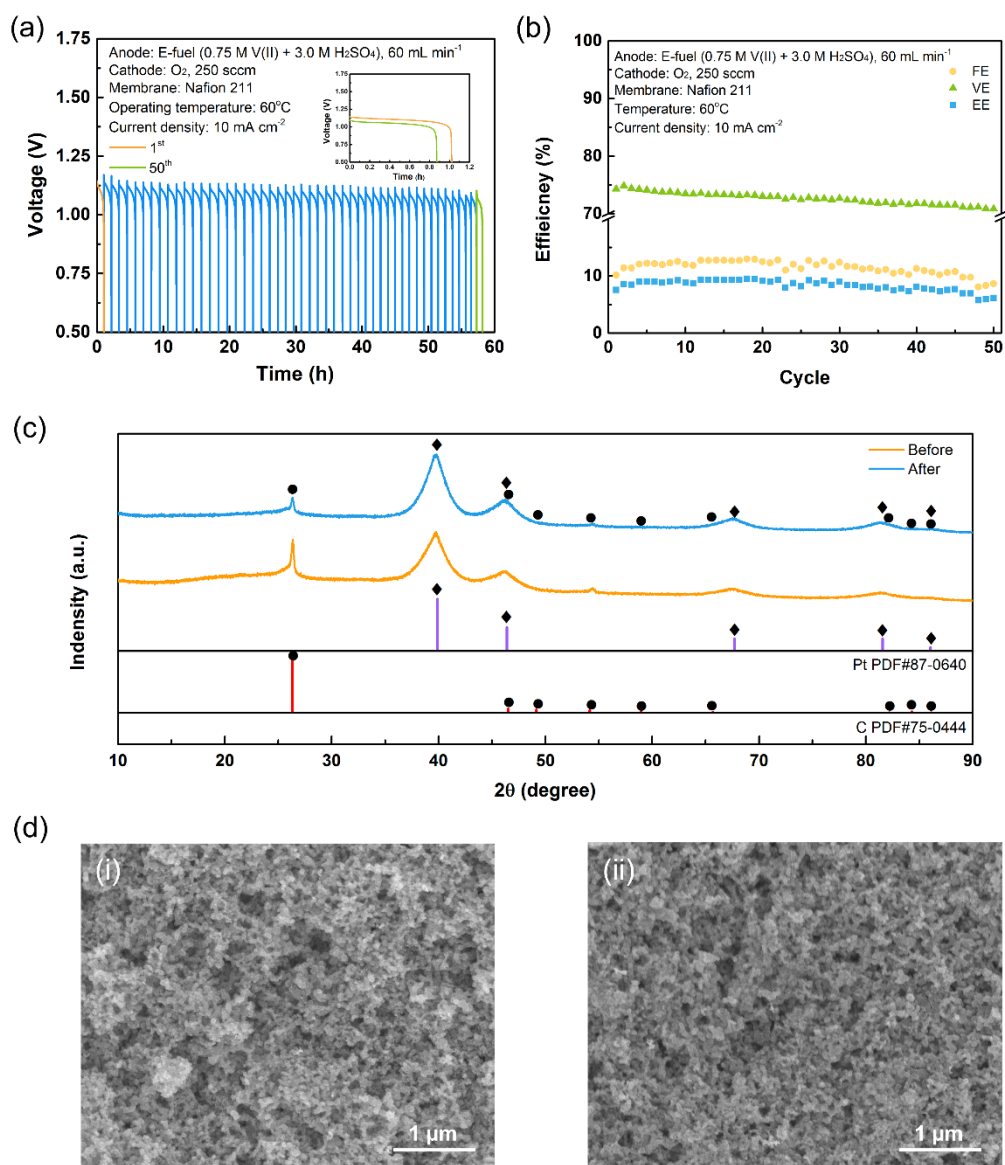 (a)
1.75
1.50
1.25
1.00
0.75
0.50
Voltage (V)
Anode: E-fuel (0.75 M V(II) + 3.0 M H₂SO₄), 60 mL min⁻¹
Cathode: O₂, 250 sccm
Membrane: Nafion 211
Operating temperature: 60°C
Current density: 10 mA cm⁻²
1ˢᵗ
50ᵗʰ
Voltage (V)
1.75
1.50
1.25
1.00
0.75
0.50
0.0 0.2 0.4 0.6 0.8 1.0 1.2
Time (h)
0 10 20 30 40 50 60
Time (h)
(b)
100
95
90
85
80
75
70
10
0
Effieicney (%)
Anode: E-fuel (0.75 M V(II) + 3.0 M H₂SO₄), 60 mL min⁻¹
Cathode: O₂, 250 sccm
Membrane: Nafion 211
Temperature: 60°C
Current density: 10 mA cm⁻²
FE
VE
EE
0 10 20 30 40 50
Cycle
(c)
Indensity (a.u.)
Before
After
Pt PDF#87-0640
C PDF#75-0444
10 20 30 40 50 60 70 80 90
2θ (degree)
(d)
(i)
1 μm
(ii)
1 μm